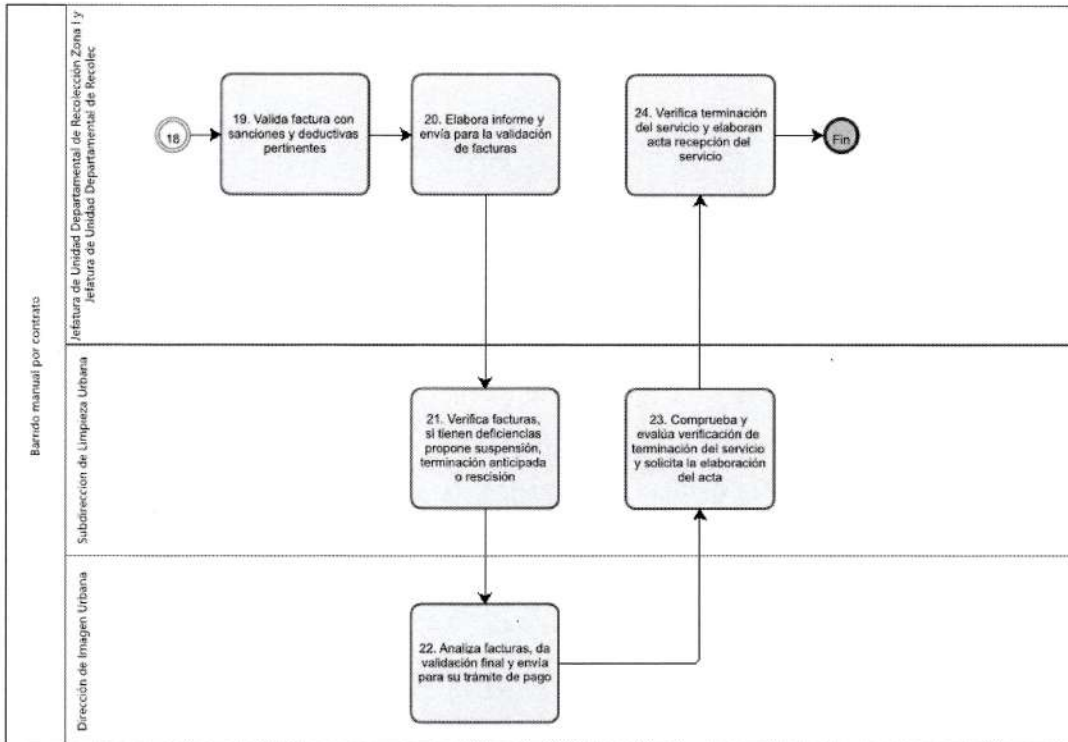 Barrido manual por contrato
Jefatura de Unidad Departamental de Recolección Zona I y
Jefatura de Unidad Departamental de Recolec
18
19. Valida factura con
sanciones y deductivas
pertinentes
20. Elabora informe y
envía para la validación
de facturas
24. Verifica terminación
del servicio y elaboran
acta recepción del
servicio
Fin
Subdireccion de Limpieza Urbana
21. Verifica facturas,
si tienen deficiencias
propone suspensión,
terminación anticipada
o rescisión
23. Comprueba y
evalúa verificación de
terminación del servicio
y solicita la elaboración
del acta
Dirección de Imagen Urbana
22. Analiza facturas, da
validación final y envía
para su trámite de pago